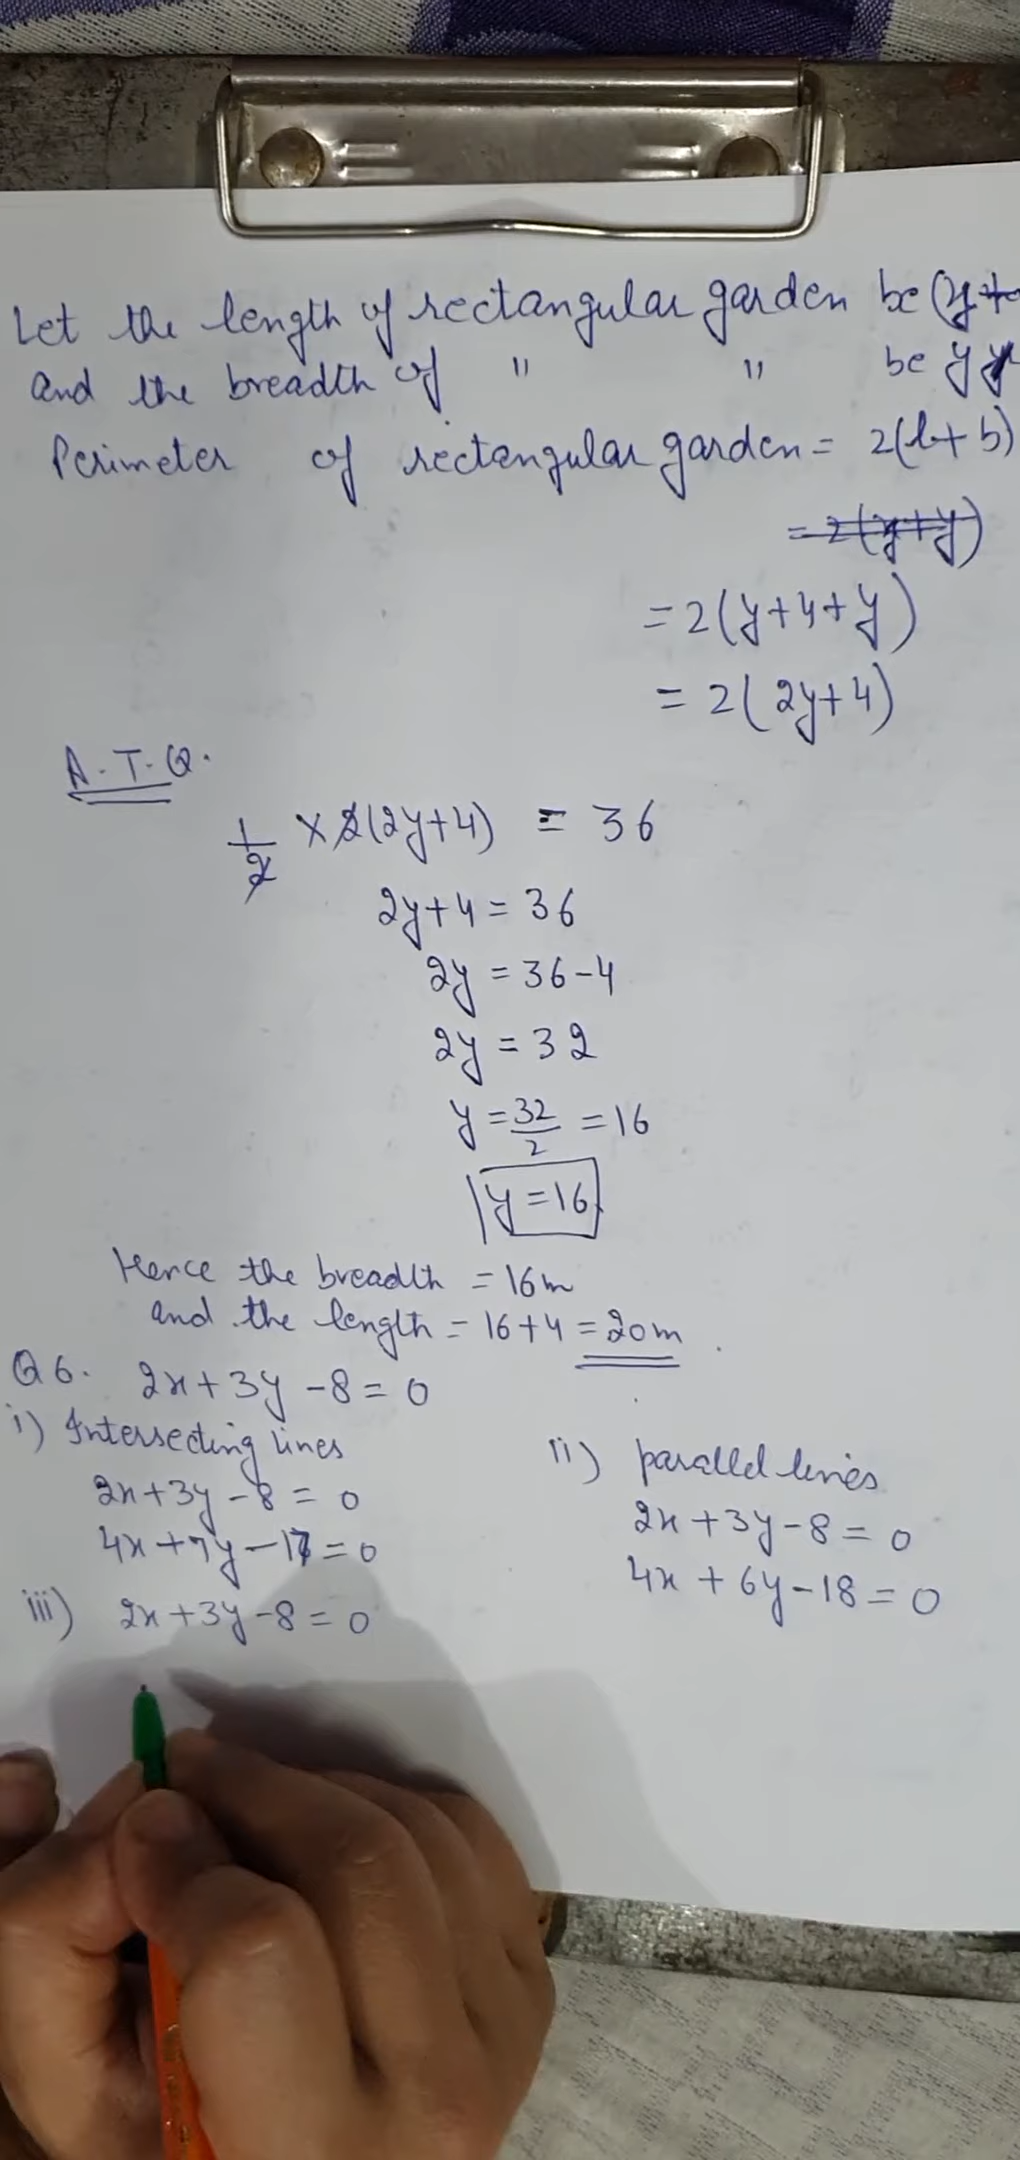 Let the length of rectangular garden be (y+
and the breadth of " " be y
Perimeter of rectangular garden = 2(l+b)
= 2(y+y)
= 2(y+4+y)
= 2(2y+4)
A.T.Q.
1/2 × 2(2y+4) = 36
2y+4 = 36
2y = 36-4
2y = 32
y = 32/2 = 16
y = 16
Hence the breadth = 16m
and the length = 16+4 = 20m
Q6. 2x+3y-8=0
i) Intersecting lines
2x+3y-8=0
4x+7y-17=0
ii) parallel lines
2x+3y-8=0
4x+6y-18=0
iii) 2x+3y-8=0